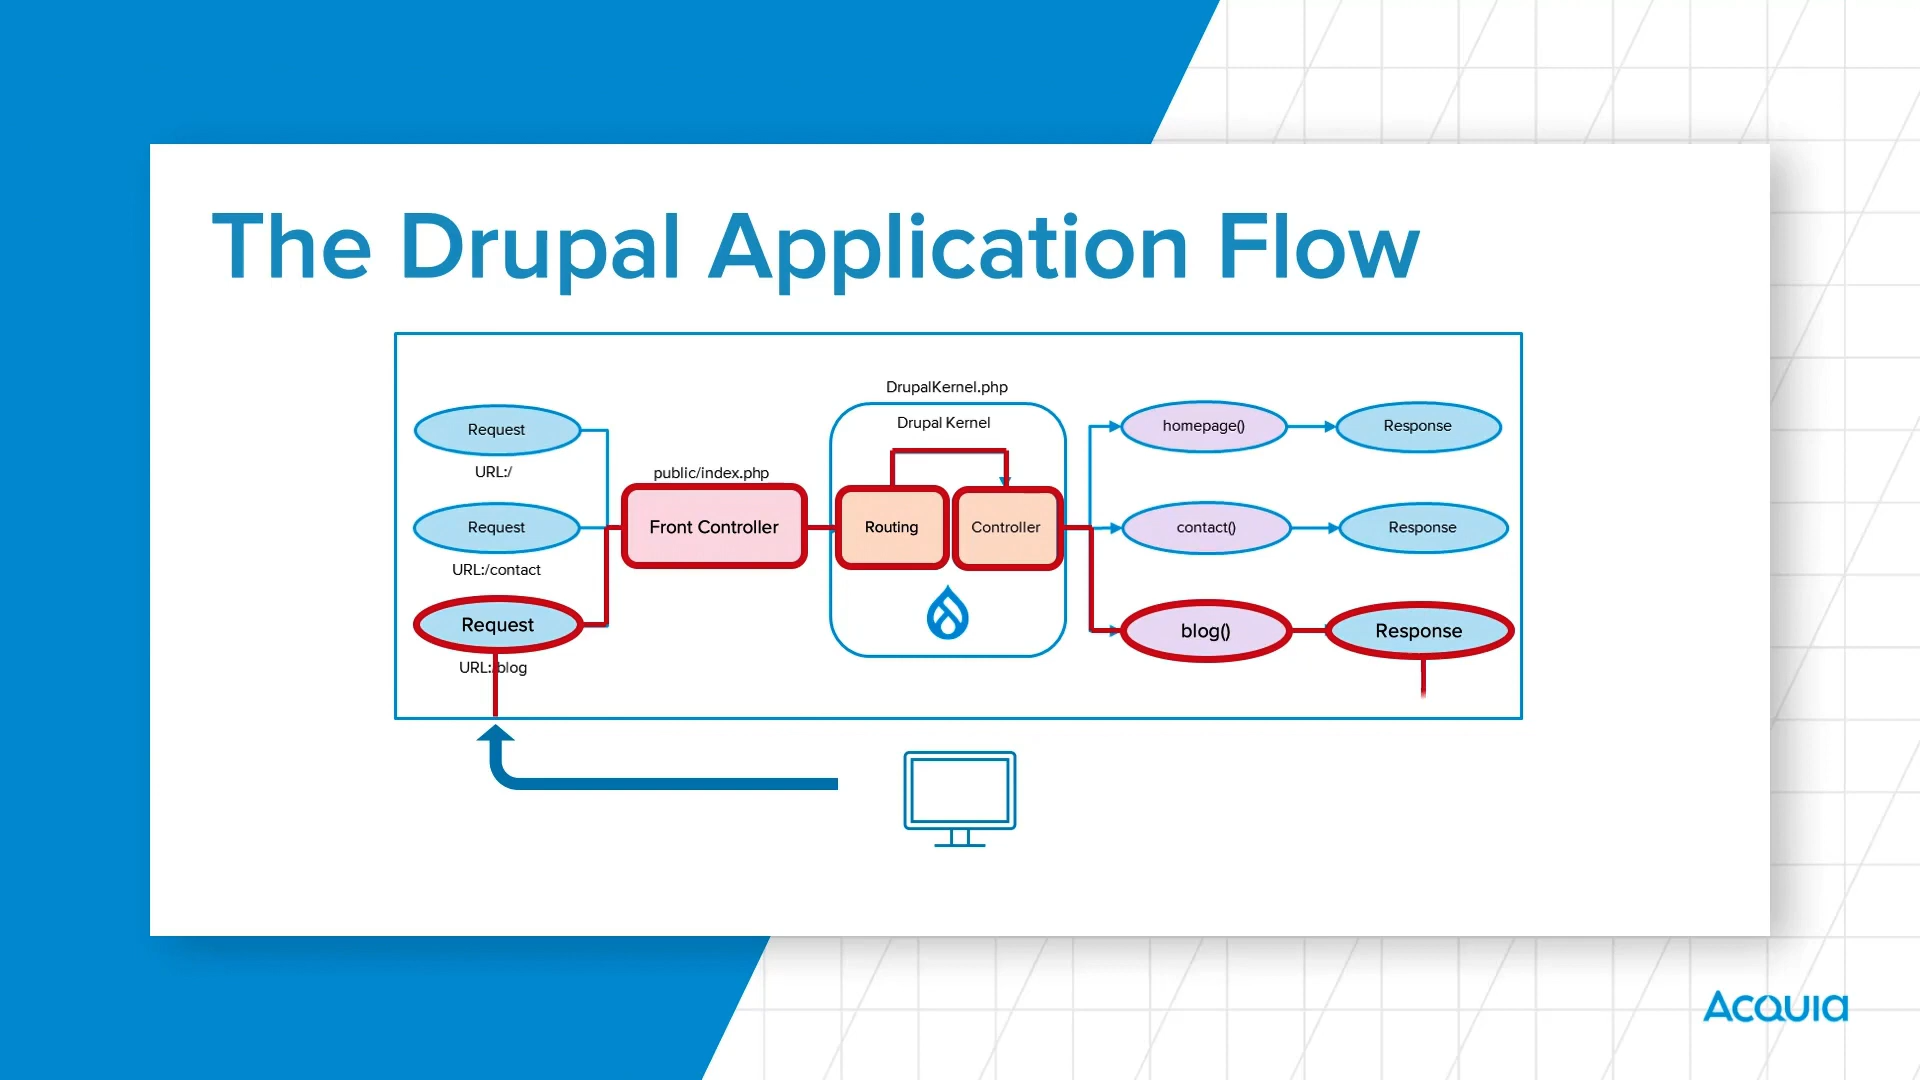 The Drupal Application Flow
Request
URL:/
Request
URL:/contact
Request
URL:/blog
public/index.php
Front Controller
DrupalKernel.php
Drupal Kernel
Routing
Controller
homepage()
Response
contact()
Response
blog()
Response
Acquia